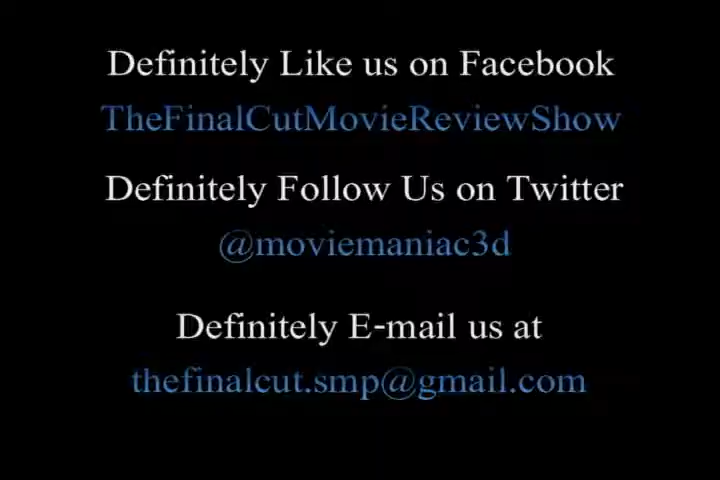 Definitely Like us on Facebook
TheFinalCutMovieReviewShow
Definitely Follow Us on Twitter
@moviemaniac3d
Definitely E-mail us at
thefinalcut.smp@gmail.com